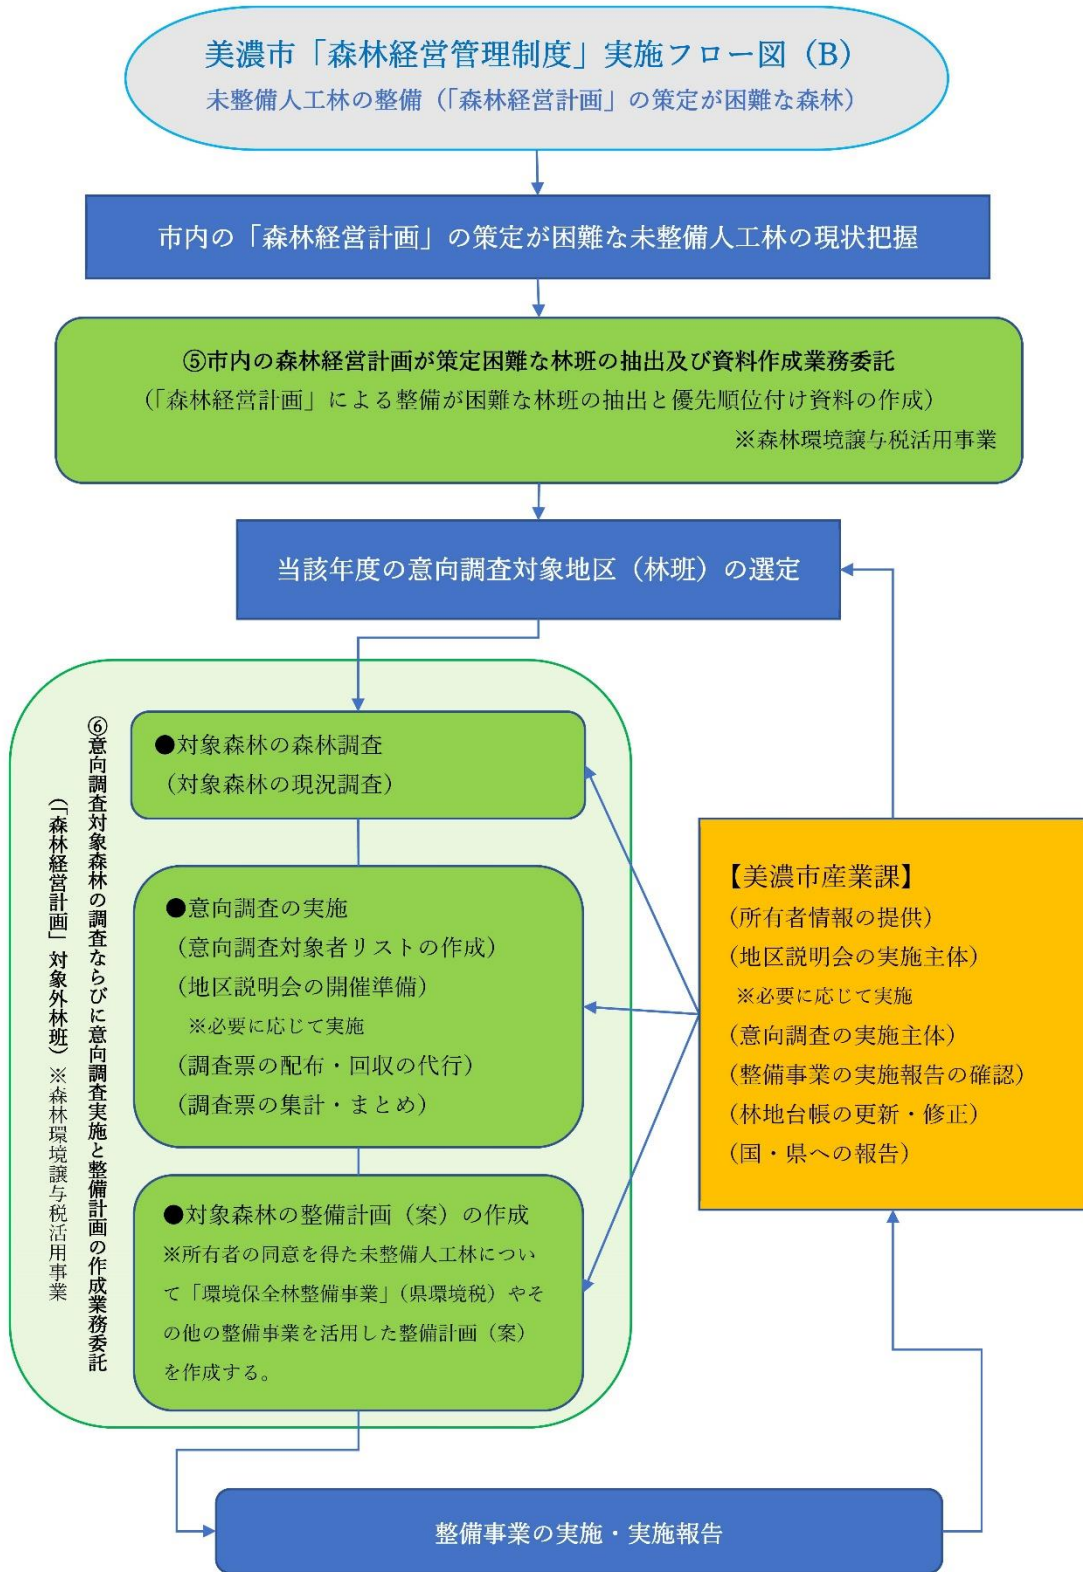 美濃市「森林経営管理制度」実施フロー図（B）
未整備人工林の整備（「森林経営計画」の策定が困難な森林）
市内の「森林経営計画」の策定が困難な未整備人工林の現状把握
⑤市内の森林経営計画が策定困難な林班の抽出及び資料作成業務委託
（「森林経営計画」による整備が困難な林班の抽出と優先順位付け資料の作成）
※森林環境譲与税活用事業
当該年度の意向調査対象地区（林班）の選定
⑥意向調査対象森林の調査ならびに意向調査実施と整備計画の作成業務委託
（「森林経営計画」対象外林班）※森林環境譲与税活用事業
●対象森林の森林調査
（対象森林の現況調査）
●意向調査の実施
（意向調査対象者リストの作成）
（地区説明会の開催準備）
※必要に応じて実施
（調査票の配布・回収の代行）
（調査票の集計・まとめ）
●対象森林の整備計画（案）の作成
※所有者の同意を得た未整備人工林につい
て「環境保全林整備事業」（県環境税）やそ
の他の整備事業を活用した整備計画（案）
を作成する。
【美濃市産業課】
（所有者情報の提供）
（地区説明会の実施主体）
※必要に応じて実施
（意向調査の実施主体）
（整備事業の実施報告の確認）
（林地台帳の更新・修正）
（国・県への報告）
整備事業の実施・実施報告